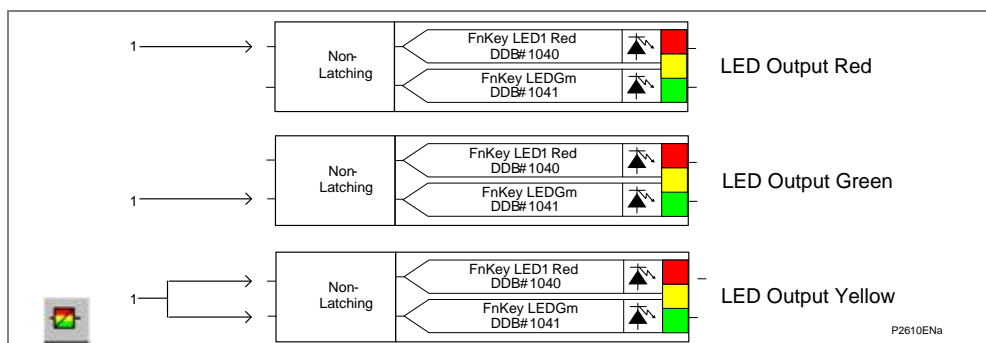 1
Non-
Latching
FnKey LED1 Red
DDB#1040
FnKey LEDGrn
DDB#1041
LED Output Red
1
Non-
Latching
FnKey LED1 Red
DDB#1040
FnKey LEDGrn
DDB#1041
LED Output Green
1
Non-
Latching
FnKey LED1 Red
DDB#1040
FnKey LEDGrn
DDB#1041
LED Output Yellow
P2610ENa